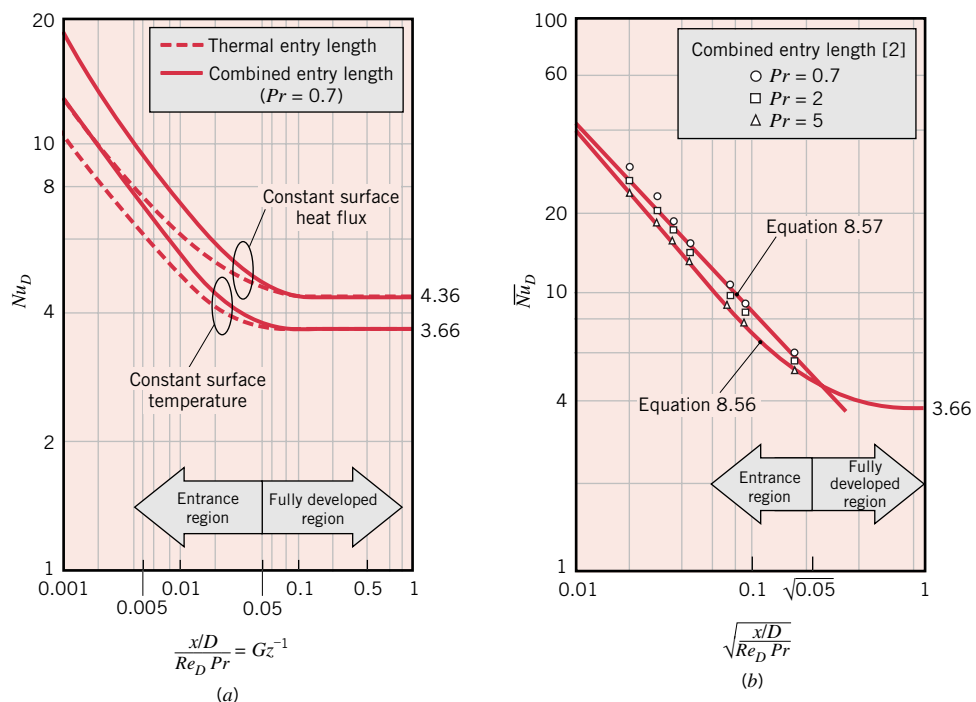 20
10
8
4
2
1
Nu_D
Thermal entry length
Combined entry length
(Pr = 0.7)
Constant surface
heat flux
Constant surface
temperature
4.36
3.66
Entrance
region
Fully developed
region
0.001
0.005
0.01
0.05
0.1
0.5
1
x/D
Re_D Pr
= Gz⁻¹
(a)
100
60
20
10
4
2
1
N̅u̅_D
Combined entry length [2]
Pr = 0.7
Pr = 2
Pr = 5
Equation 8.57
Equation 8.56
3.66
Entrance
region
Fully
developed
region
0.01
0.1
√0.05
1
√
x/D
Re_D Pr
(b)